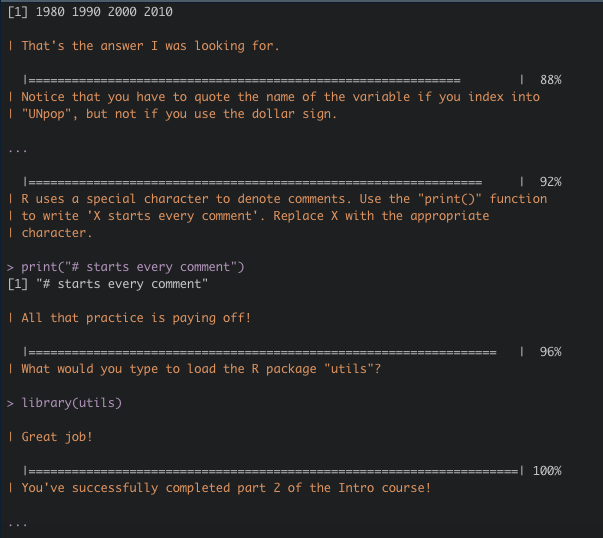 [1] 1980 1990 2000 2010
| That's the answer I was looking for.
|============================================================        |  88%
| Notice that you have to quote the name of the variable if you index into
| "UNpop", but not if you use the dollar sign.
...
|===============================================================     |  92%
| R uses a special character to denote comments. Use the "print()" function
| to write 'X starts every comment'. Replace X with the appropriate
| character.
> print("# starts every comment")
[1] "# starts every comment"
| All that practice is paying off!
|=================================================================   |  96%
| What would you type to load the R package "utils"?
> library(utils)
| Great job!
|====================================================================| 100%
| You've successfully completed part 2 of the Intro course!
...